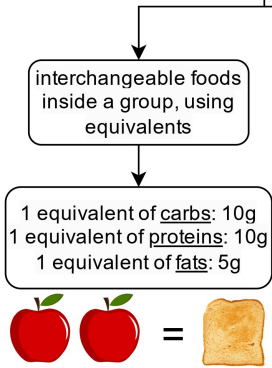 interchangeable foods
inside a group, using
equivalents
1 equivalent of carbs: 10g
1 equivalent of proteins: 10g
1 equivalent of fats: 5g
=